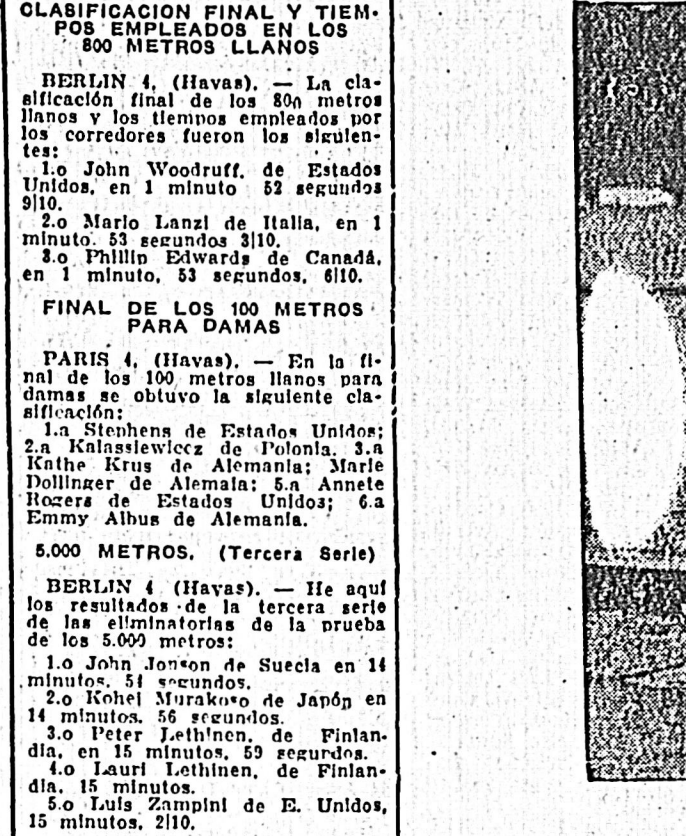 CLASIFICACION FINAL Y TIEM-
POS EMPLEADOS EN LOS
800 METROS LLANOS
BERLIN 4, (Havas). — La cla-
sificación final de los 800 metros
llanos y los tiempos empleados por
los corredores fueron los siguien-
tes:
1.o John Woodruff, de Estados
Unidos, en 1 minuto 52 segundos
9|10.
2.o Mario Lanzi de Italia, en 1
minuto. 53 segundos 3|10.
3.o Phillip Edwards de Canadá,
en 1 minuto, 53 segundos, 6|10.
FINAL DE LOS 100 METROS
PARA DAMAS
PARIS 4, (Havas). — En la fi-
nal de los 100 metros llanos para
damas se obtuvo la siguiente cla-
sificación:
1.a Stephens de Estados Unidos;
2.a Kalassiewiccz de Polonia. 3.a
Kathe Krus de Alemania; Marie
Dollinger de Alemala; 5.a Annete
Rogers de Estados Unidos; 6.a
Emmy Albus de Alemania.
5.000 METROS. (Tercera Serie)
BERLIN 4 (Havas). — He aquí
los resultados de la tercera serie
de las eliminatorias de la prueba
de los 5.000 metros:
1.o John Jonson de Suecia en 14
minutos. 54 segundos.
2.o Kohei Murakoso de Japón en
14 minutos. 56 segundos.
3.o Peter Lethinen, de Finlan-
dia, en 15 minutos, 59 segundos.
4.o Lauri Lethinen, de Finlan-
dia. 15 minutos.
5.o Luis Zampini de E. Unidos,
15 minutos, 2|10.